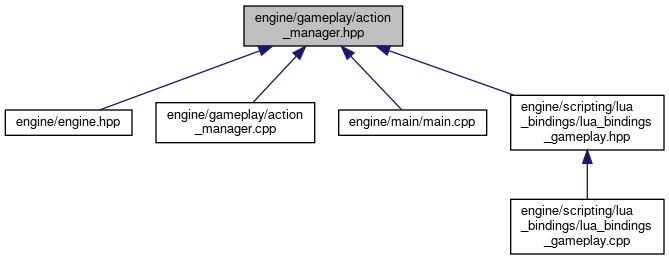 engine/gameplay/action
_manager.hpp
engine/engine.hpp
engine/gameplay/action
_manager.cpp
engine/main/main.cpp
engine/scripting/lua
_bindings/lua_bindings
_gameplay.hpp
engine/scripting/lua
_bindings/lua_bindings
_gameplay.cpp